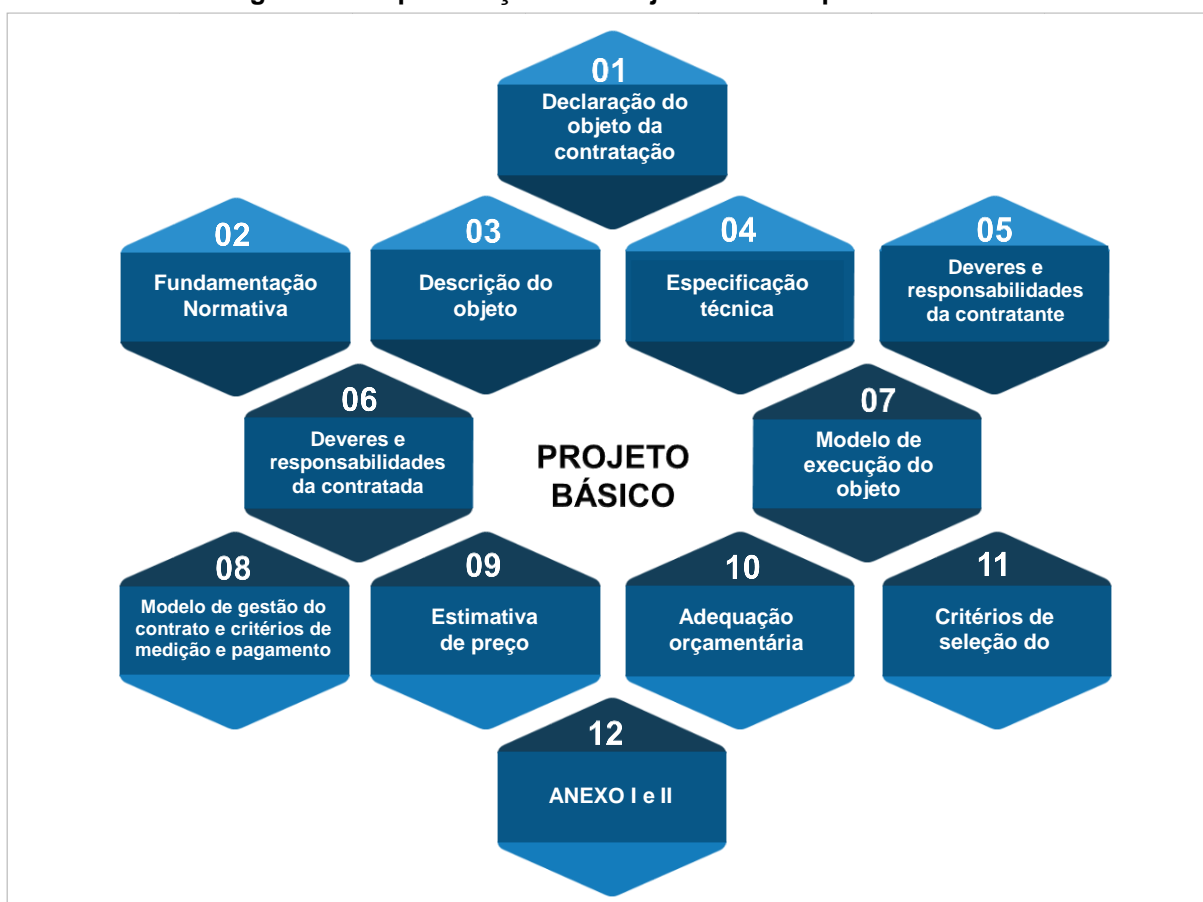 01
Declaração do
objeto da
contratação
02
Fundamentação
Normativa
03
Descrição do
objeto
04
Especificação
técnica
05
Deveres e
responsabilidades
da contratante
06
Deveres e
responsabilidades
da contratada
PROJETO
BÁSICO
07
Modelo de
execução do
objeto
08
Modelo de gestão do
contrato e critérios de
medição e pagamento
09
Estimativa
de preço
10
Adequação
orçamentária
11
Critérios de
seleção do
12
ANEXO I e II